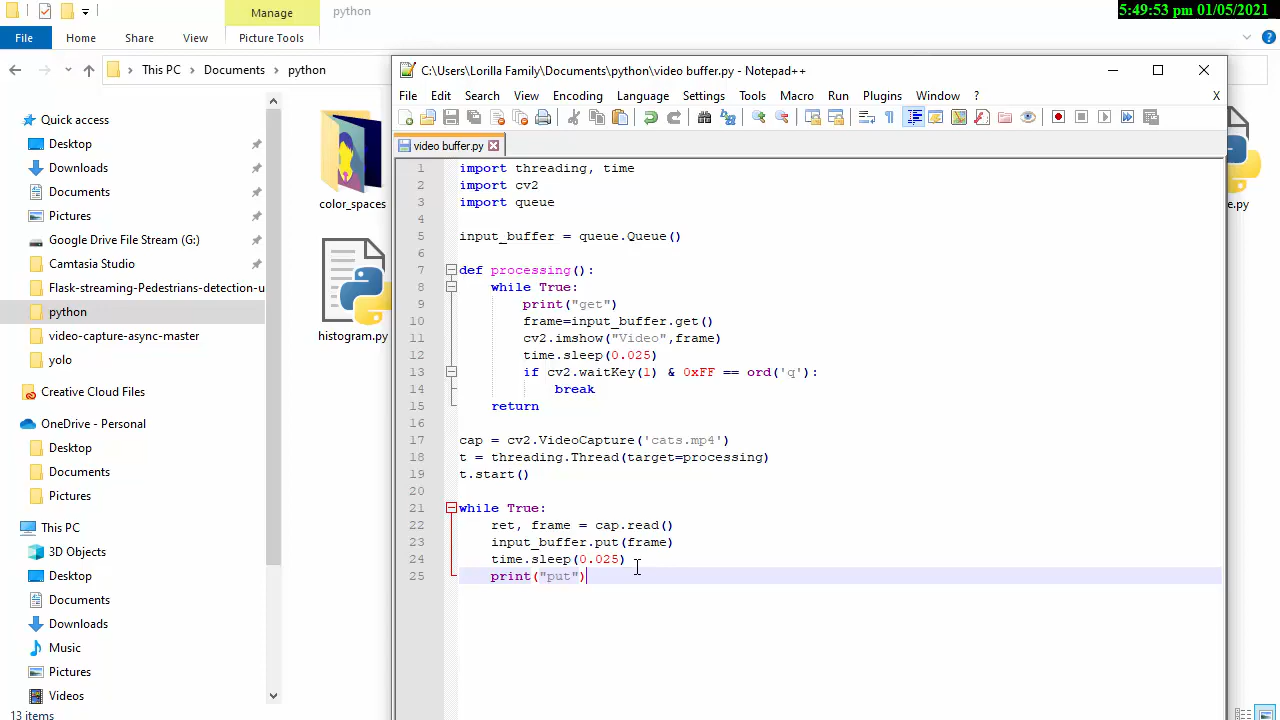 Manage
python
5:49:53 pm 01/05/2021
File
Home
Share
View
Picture Tools
?
This PC
Documents
python
Quick access
Desktop
Downloads
Documents
Pictures
Google Drive File Stream (G:)
Camtasia Studio
Flask-streaming-Pedestrians-detection-u
python
video-capture-async-master
yolo
Creative Cloud Files
OneDrive - Personal
Desktop
Documents
Pictures
This PC
3D Objects
Desktop
Documents
Downloads
Music
Pictures
Videos
13 items
color_spaces
histogram.py
e.py
C:\Users\Lorilla Family\Documents\python\video buffer.py - Notepad++
File Edit Search View Encoding Language Settings Tools Macro Run Plugins Window ? X
video buffer.py
1 import threading, time
2 import cv2
3 import queue
4
5 input_buffer = queue.Queue()
6
7 def processing():
8 while True:
9 print("get")
10 frame=input_buffer.get()
11 cv2.imshow("Video",frame)
12 time.sleep(0.025)
13 if cv2.waitKey(1) & 0xFF == ord('q'):
14 break
15 return
16
17 cap = cv2.VideoCapture('cats.mp4')
18 t = threading.Thread(target=processing)
19 t.start()
20
21 while True:
22 ret, frame = cap.read()
23 input_buffer.put(frame)
24 time.sleep(0.025)
25 print("put")